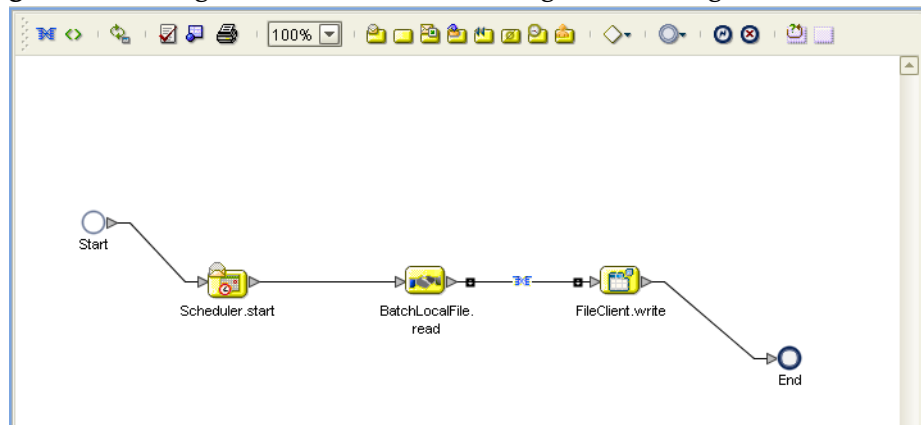 100%
Start
Scheduler.start
BatchLocalFile.
read
FileClient.write
End